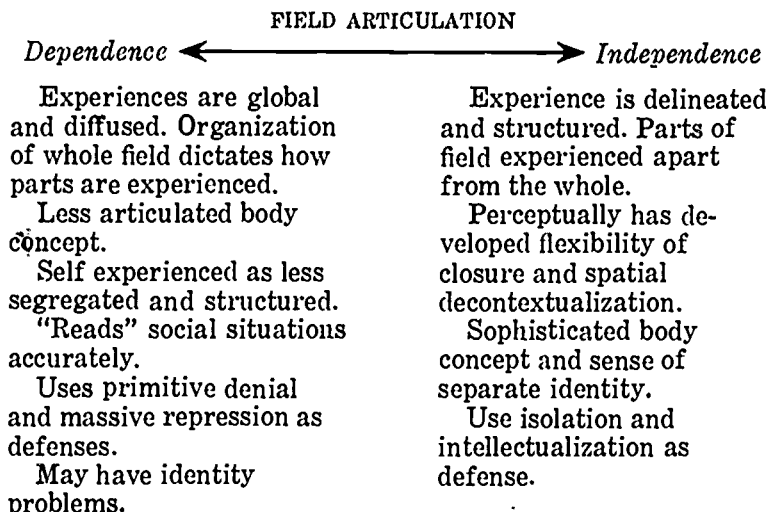 FIELD ARTICULATION
Dependence Independence
Experiences are global
and diffused. Organization
of whole field dictates how
parts are experienced.
Less articulated body
concept.
Self experienced as less
segregated and structured.
“Reads” social situations
accurately.
Uses primitive denial
and massive repression as
defenses.
May have identity
problems.
Experience is delineated
and structured. Parts of
field experienced apart
from the whole.
Perceptually has de-
veloped flexibility of
closure and spatial
decontextualization.
Sophisticated body
concept and sense of
separate identity.
Use isolation and
intellectualization as
defense.